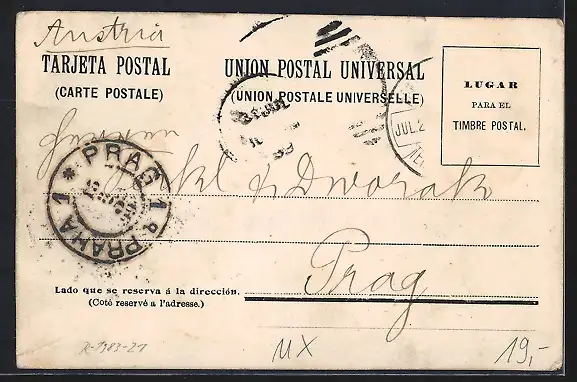 Austria
TARJETA POSTAL
(CARTE POSTALE)
UNION POSTAL UNIVERSAL
(UNION POSTALE UNIVERSELLE)
LUGAR
PARA EL
TIMBRE POSTAL.
JUL 2
PRAG 1 * PRAHA 1
& Dworak
Prag
Lado que se reserva á la dirección.
(Coté reservé a l'adresse.)
MX
19,-